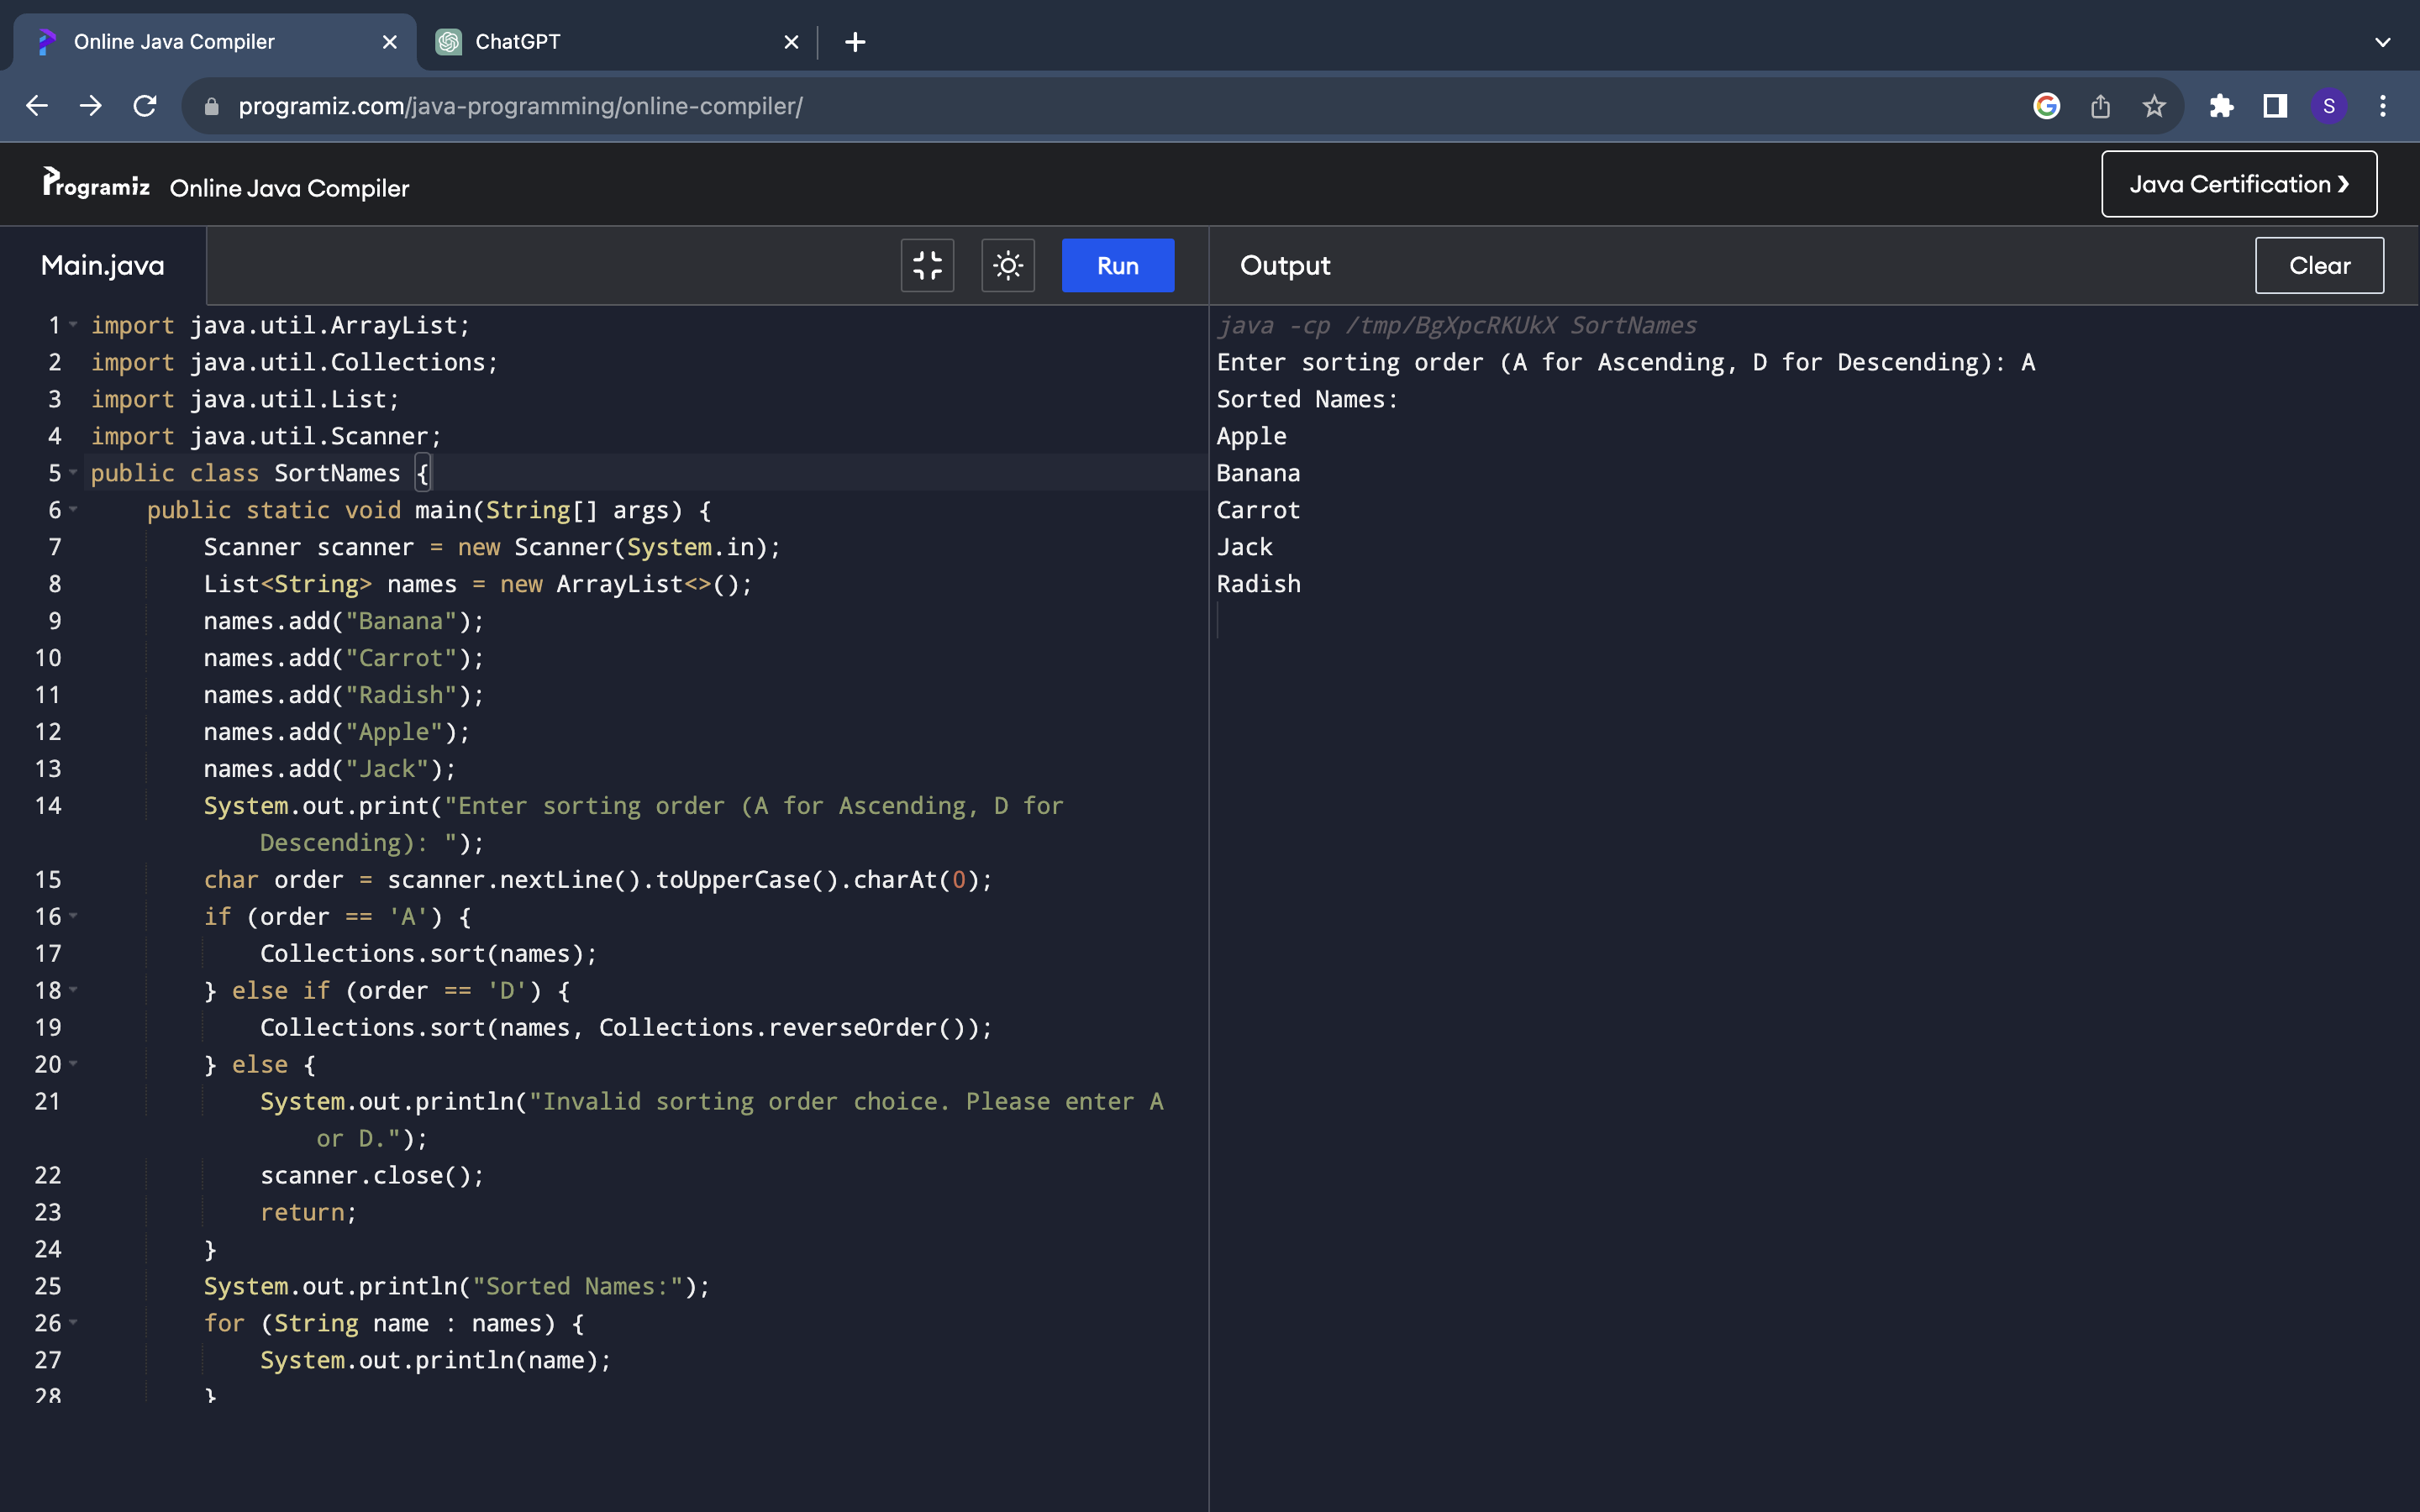 Online Java Compiler
ChatGPT
programiz.com/java-programming/online-compiler/
S
Programiz Online Java Compiler
Java Certification ❯
Main.java
Run
Output
Clear
1 import java.util.ArrayList;
2 import java.util.Collections;
3 import java.util.List;
4 import java.util.Scanner;
5 public class SortNames {
6     public static void main(String[] args) {
7         Scanner scanner = new Scanner(System.in);
8         List<String> names = new ArrayList<>();
9         names.add("Banana");
10         names.add("Carrot");
11         names.add("Radish");
12         names.add("Apple");
13         names.add("Jack");
14         System.out.print("Enter sorting order (A for Ascending, D for
            Descending): ");
15         char order = scanner.nextLine().toUpperCase().charAt(0);
16         if (order == 'A') {
17             Collections.sort(names);
18         } else if (order == 'D') {
19             Collections.sort(names, Collections.reverseOrder());
20         } else {
21             System.out.println("Invalid sorting order choice. Please enter A
                or D.");
22             scanner.close();
23             return;
24         }
25         System.out.println("Sorted Names:");
26         for (String name : names) {
27             System.out.println(name);
28         }
java -cp /tmp/BgXpcRKUkX SortNames
Enter sorting order (A for Ascending, D for Descending): A
Sorted Names:
Apple
Banana
Carrot
Jack
Radish